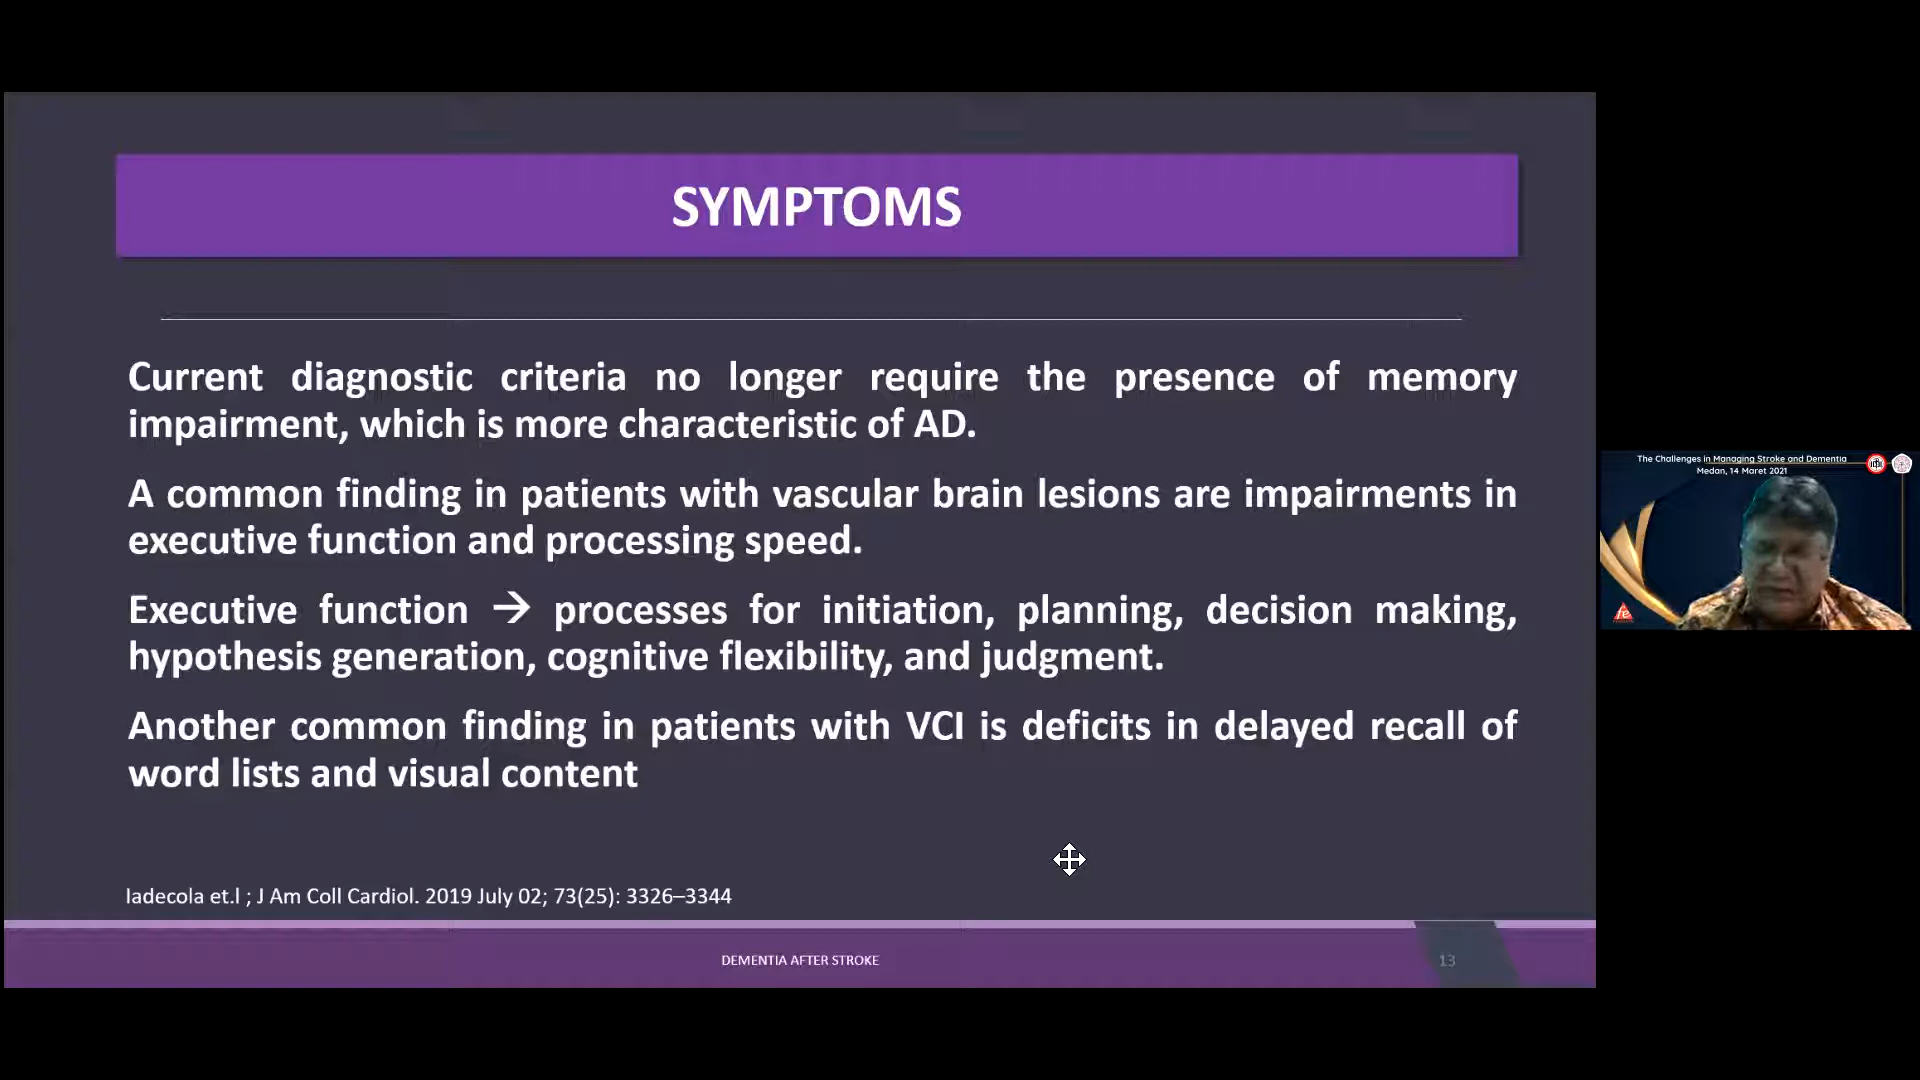 SYMPTOMS
Current diagnostic criteria no longer require the presence of memory
impairment, which is more characteristic of AD.
A common finding in patients with vascular brain lesions are impairments in
executive function and processing speed.
Executive function → processes for initiation, planning, decision making,
hypothesis generation, cognitive flexibility, and judgment.
Another common finding in patients with VCI is deficits in delayed recall of
word lists and visual content
Iadecola et.l ; J Am Coll Cardiol. 2019 July 02; 73(25): 3326–3344
DEMENTIA AFTER STROKE
13
The Challenges in Managing Stroke and Dementia
Medan, 14 Maret 2021